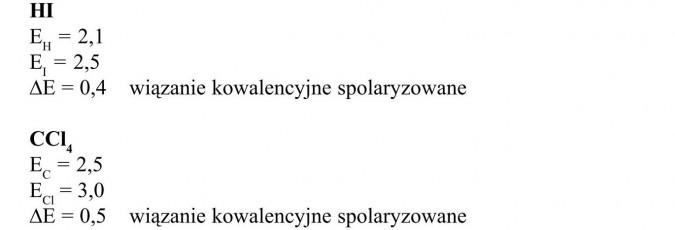 HI
E_H = 2,1
E_I = 2,5
ΔE = 0,4 wiązanie kowalencyjne spolaryzowane
CCl₄
E_C = 2,5
E_Cl = 3,0
ΔE = 0,5 wiązanie kowalencyjne spolaryzowane